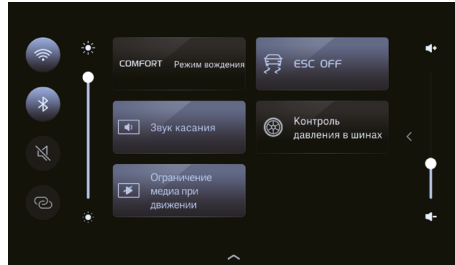 COMFORT Режим вождения
ESC OFF
Звук касания
Контроль
давления в шинах
Ограничение
медиа при
движении